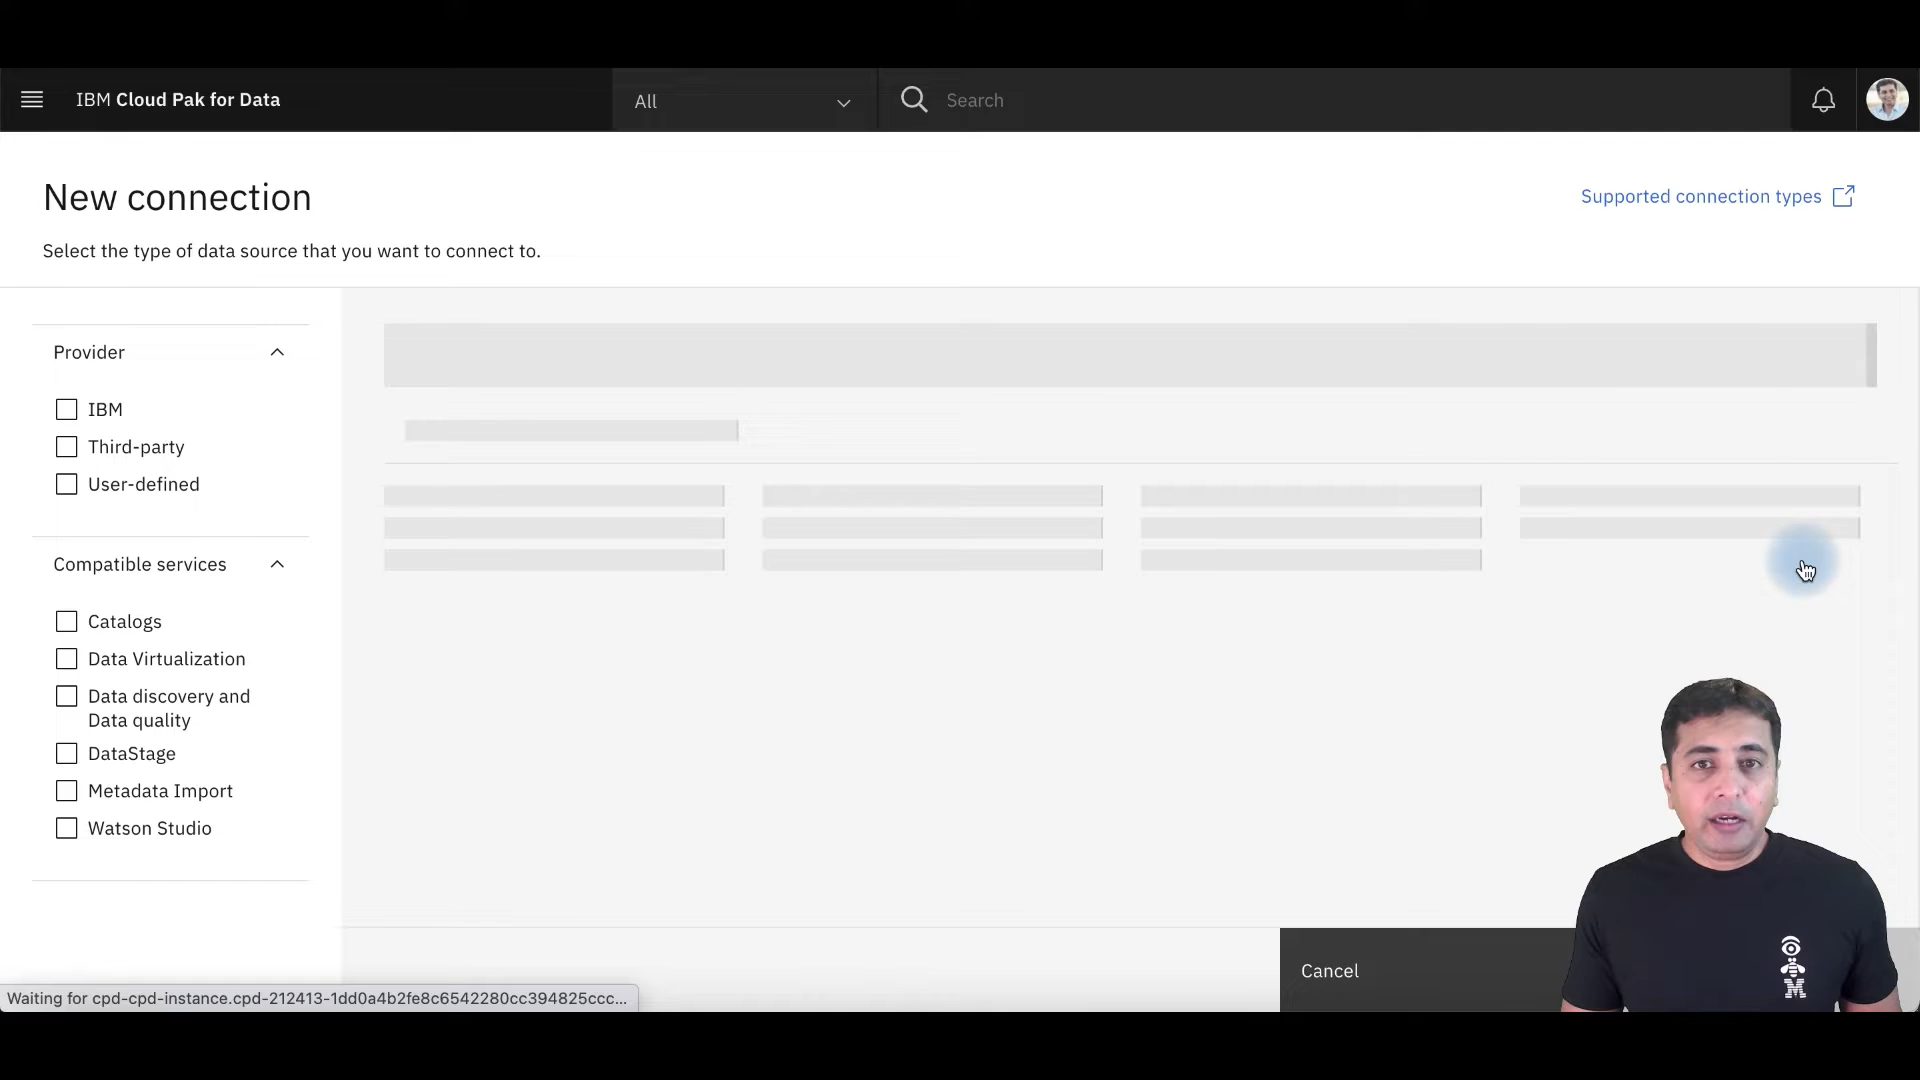 IBM Cloud Pak for Data
All
Search
New connection
Supported connection types
Select the type of data source that you want to connect to.
Provider
IBM
Third-party
User-defined
Compatible services
Catalogs
Data Virtualization
Data discovery and
Data quality
DataStage
Metadata Import
Watson Studio
Cancel
M
Waiting for cpd-cpd-instance.cpd-212413-1dd0a4b2fe8c6542280cc394825ccc...